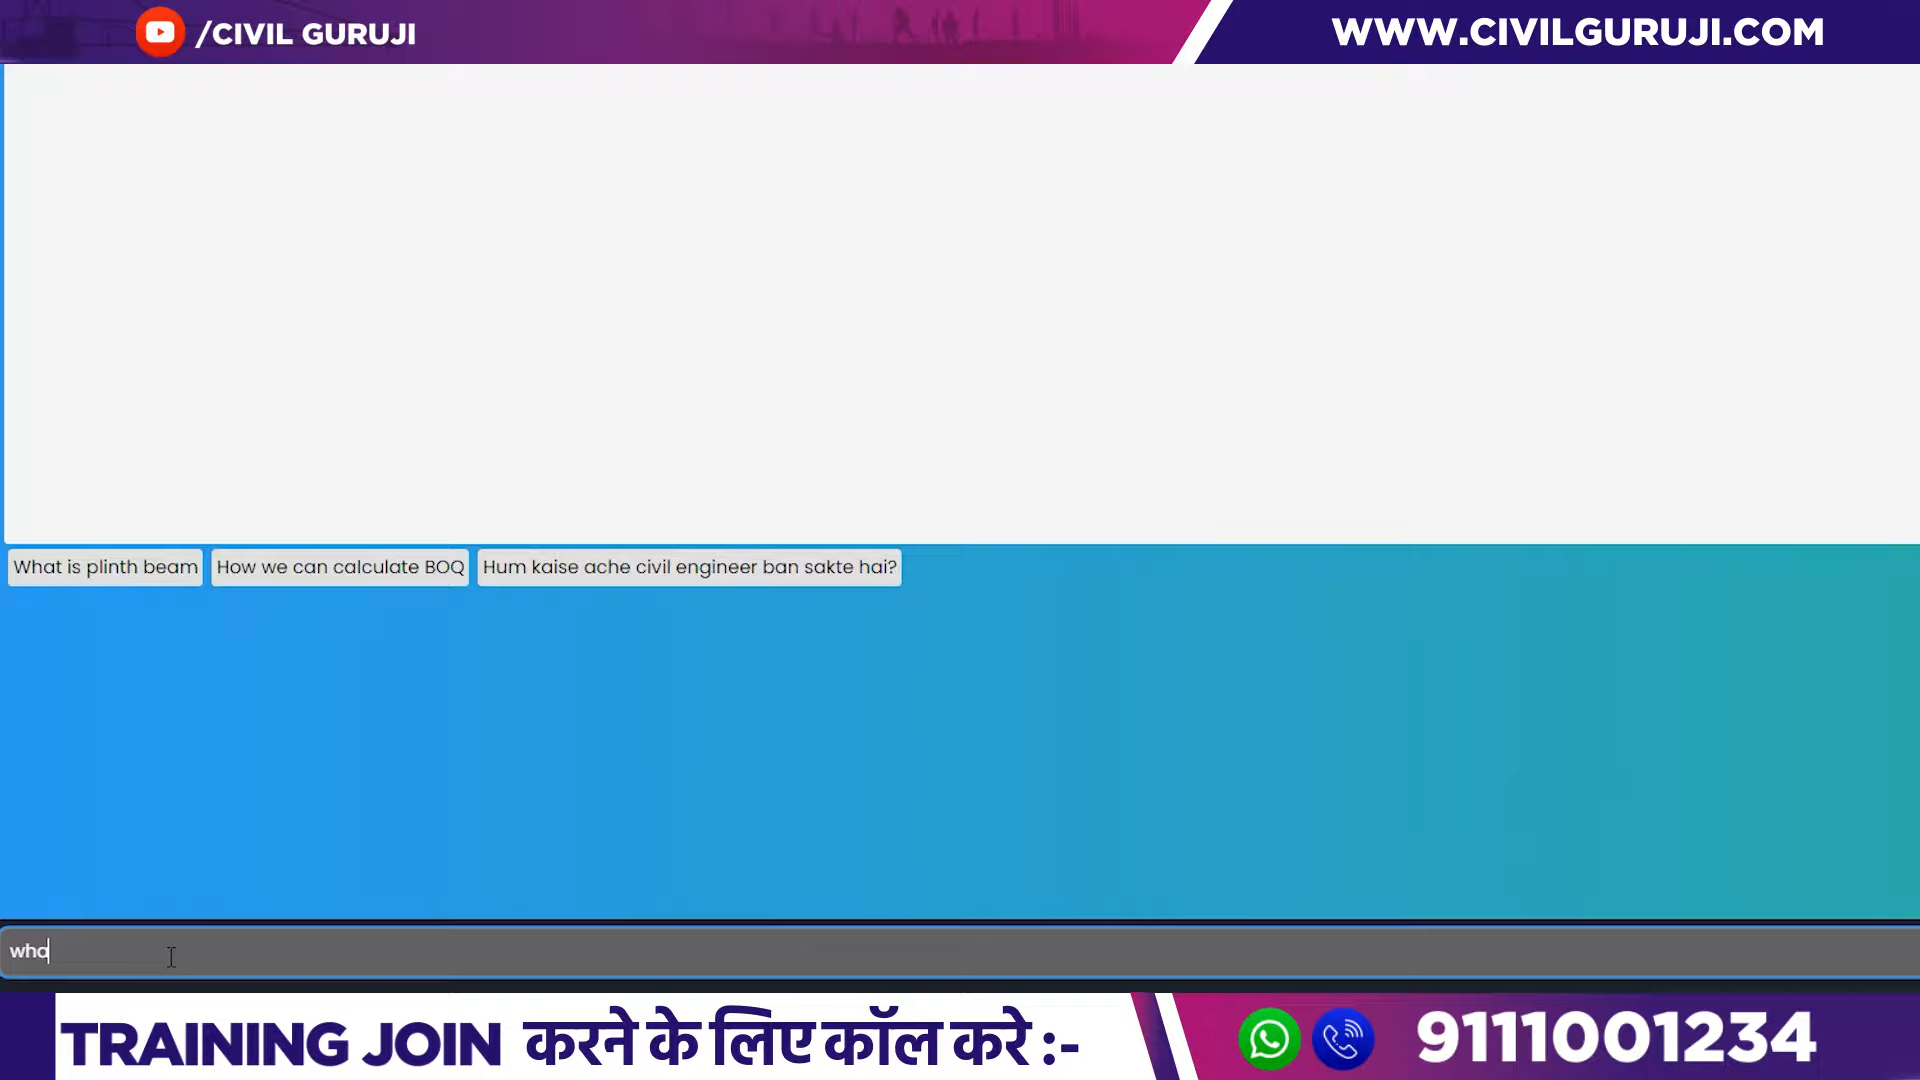 /CIVIL GURUJI
WWW.CIVILGURUJI.COM
What is plinth beam
How we can calculate BOQ
Hum kaise ache civil engineer ban sakte hai?
wha
TRAINING JOIN करने के लिए कॉल करे :-
9111001234